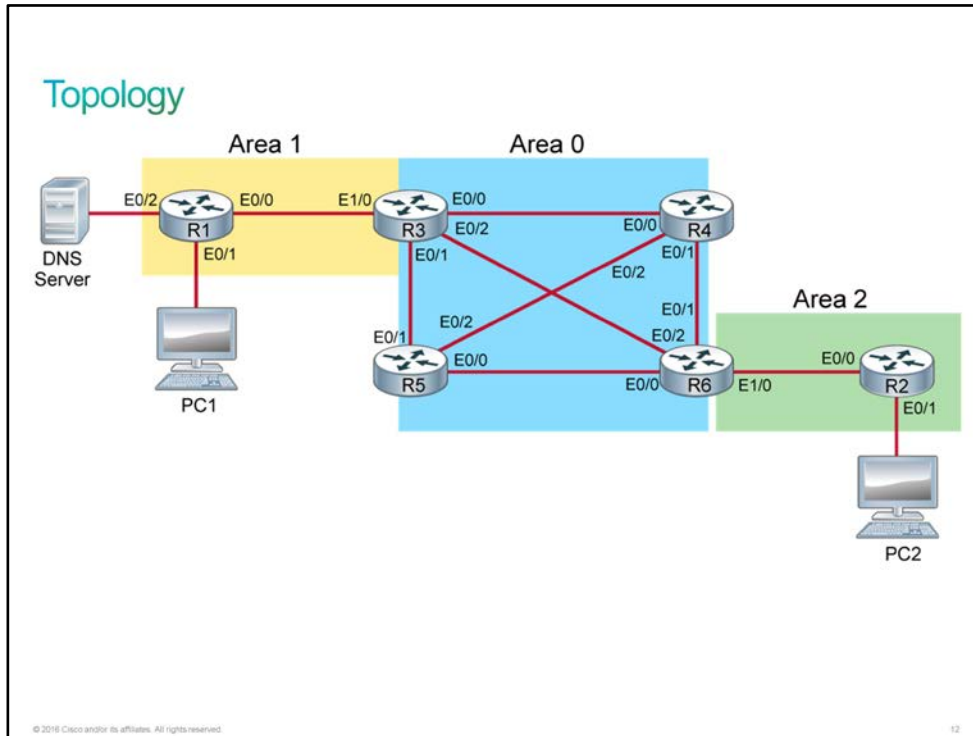 Topology
Area 1
Area 0
E0/2
E0/0
E1/0
E0/0
R1
R3
E0/2
E0/0
R4
DNS
Server
E0/1
E0/1
E0/1
E0/2
Area 2
E0/1
E0/2
E0/1
E0/2
E0/0
R5
E0/0
E0/0
R6
E1/0
R2
E0/1
PC1
PC2
© 2016 Cisco and/or its affiliates. All rights reserved.
12